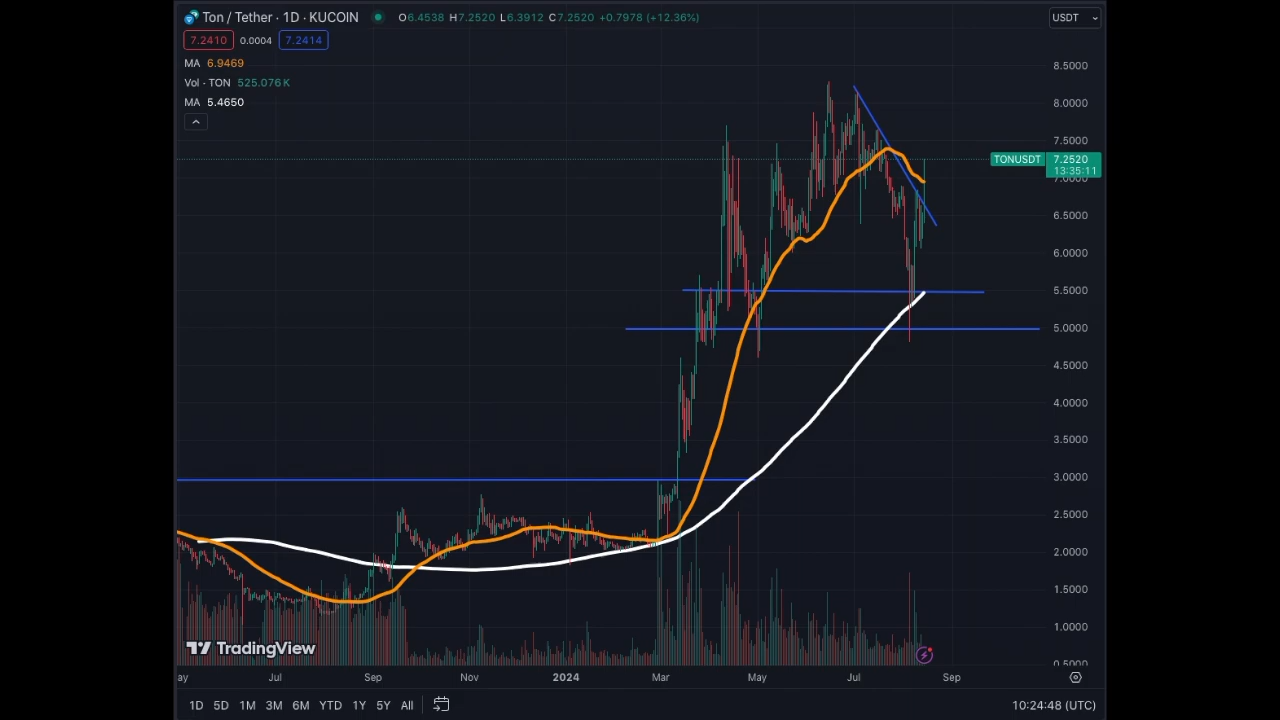 Ton / Tether · 1D · KUCOIN O6.4538 H7.2520 L6.3912 C7.2520 +0.7978 (+12.36%) USDT
7.2410 0.0004 7.2414
MA 6.9469
Vol · TON 525.076K
MA 5.4650
8.5000
8.0000
7.5000
TONUSDT 7.2520
13:35:11
7.0000
6.5000
6.0000
5.5000
5.0000
4.5000
4.0000
3.5000
3.0000
2.5000
2.0000
1.5000
1.0000
0.5000
TradingView
ay Jul Sep Nov 2024 Mar May Jul Sep
1D 5D 1M 3M 6M YTD 1Y 5Y All 10:24:48 (UTC)